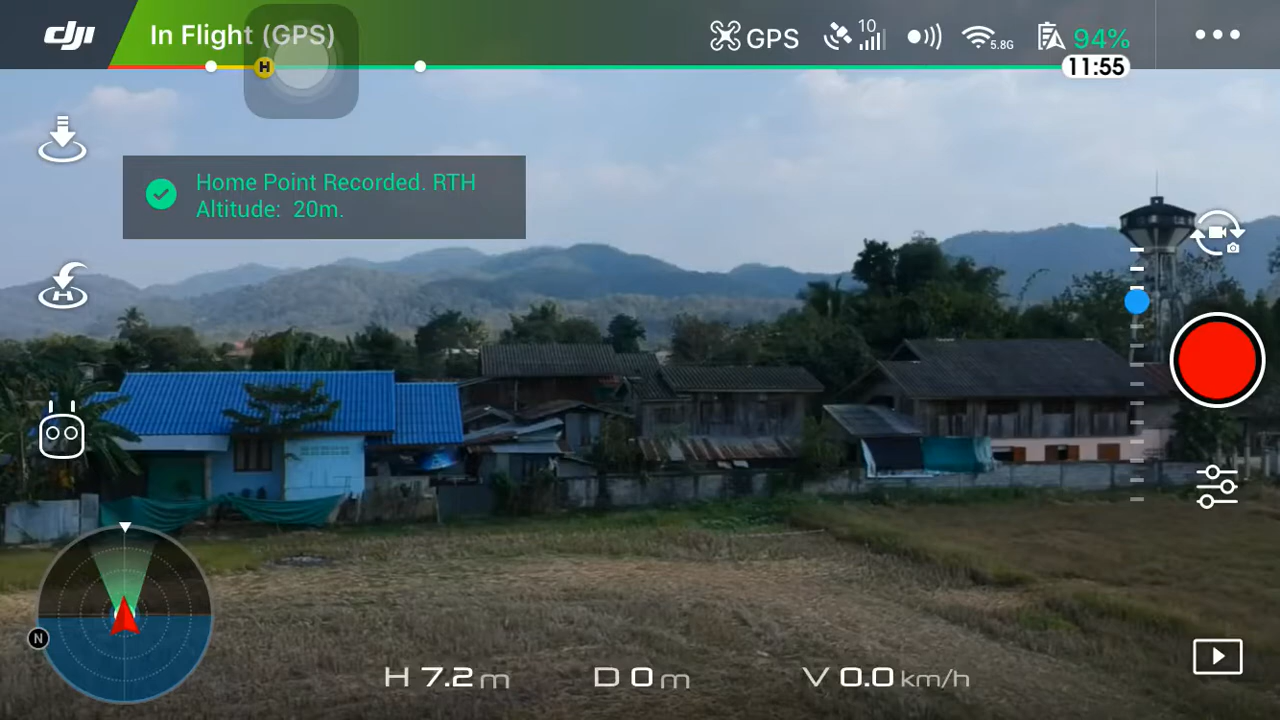 dji
In Flight (GPS)
GPS
10
5.8G
94%
H
11:55
Home Point Recorded. RTH
Altitude: 20m.
H
N
H 7.2 m
D 0 m
V 0.0 km/h